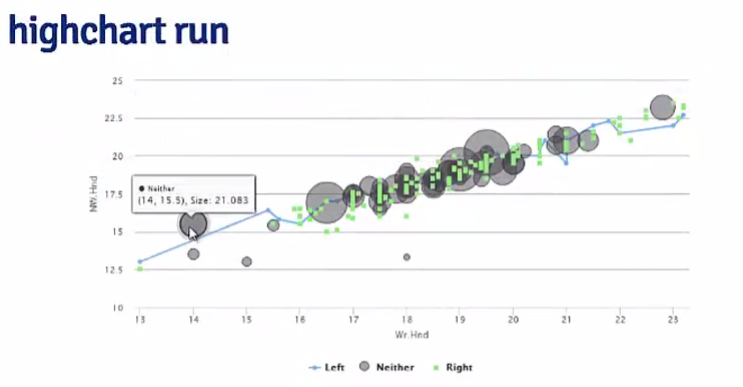 highchart run
25
22.5
20
17.5
15
12.5
10
NW.Hnd
Neither
(14, 15.5), Size: 21.083
13 14 15 16 17 18 19 20 21 22 23
Wr.Hnd
Left Neither Right